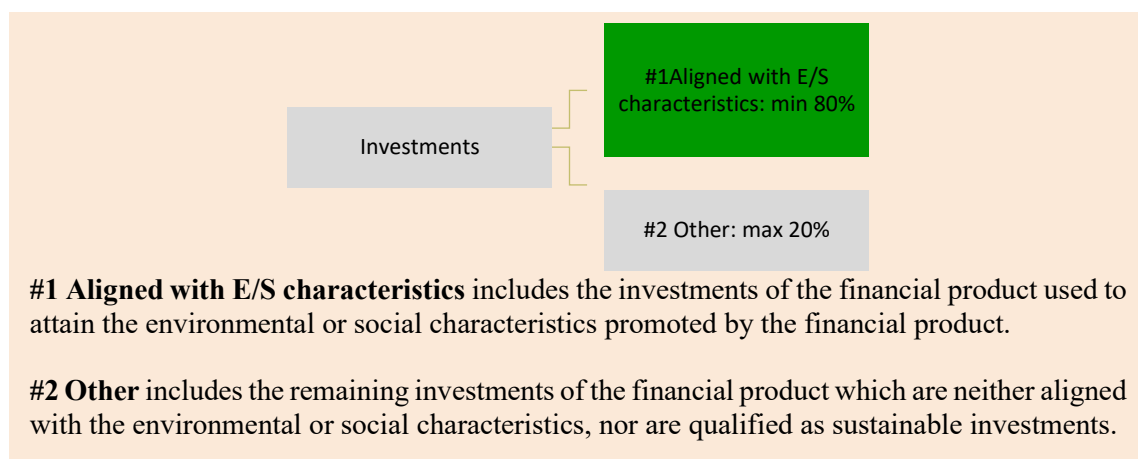 #1Aligned with E/S
characteristics: min 80%
Investments
#2 Other: max 20%
#1 Aligned with E/S characteristics includes the investments of the financial product used to
attain the environmental or social characteristics promoted by the financial product.
#2 Other includes the remaining investments of the financial product which are neither aligned
with the environmental or social characteristics, nor are qualified as sustainable investments.